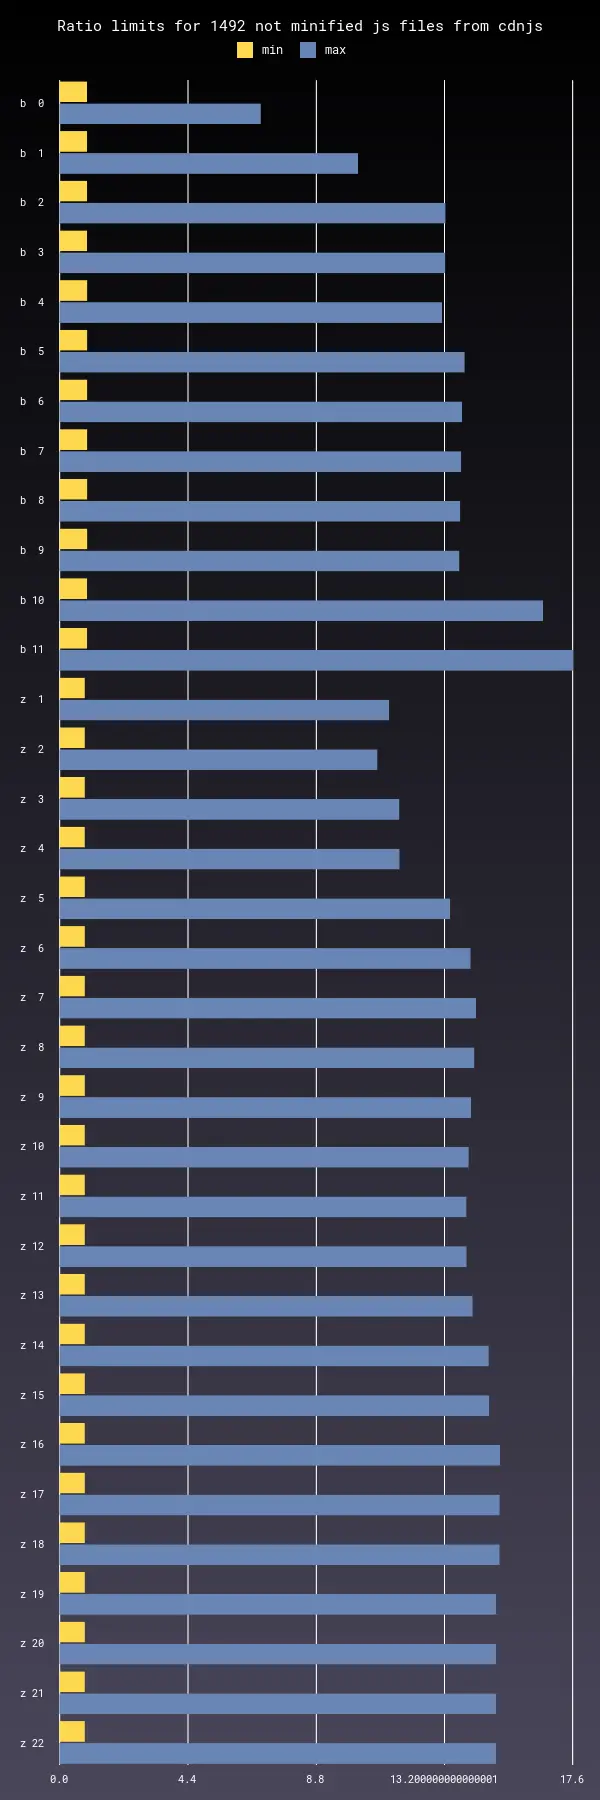 Ratio limits for 1492 not minified js files from cdnjs
min max
b 0
b 1
b 2
b 3
b 4
b 5
b 6
b 7
b 8
b 9
b 10
b 11
z 1
z 2
z 3
z 4
z 5
z 6
z 7
z 8
z 9
z 10
z 11
z 12
z 13
z 14
z 15
z 16
z 17
z 18
z 19
z 20
z 21
z 22
0.0 4.4 8.8 13.200000000000001 17.6